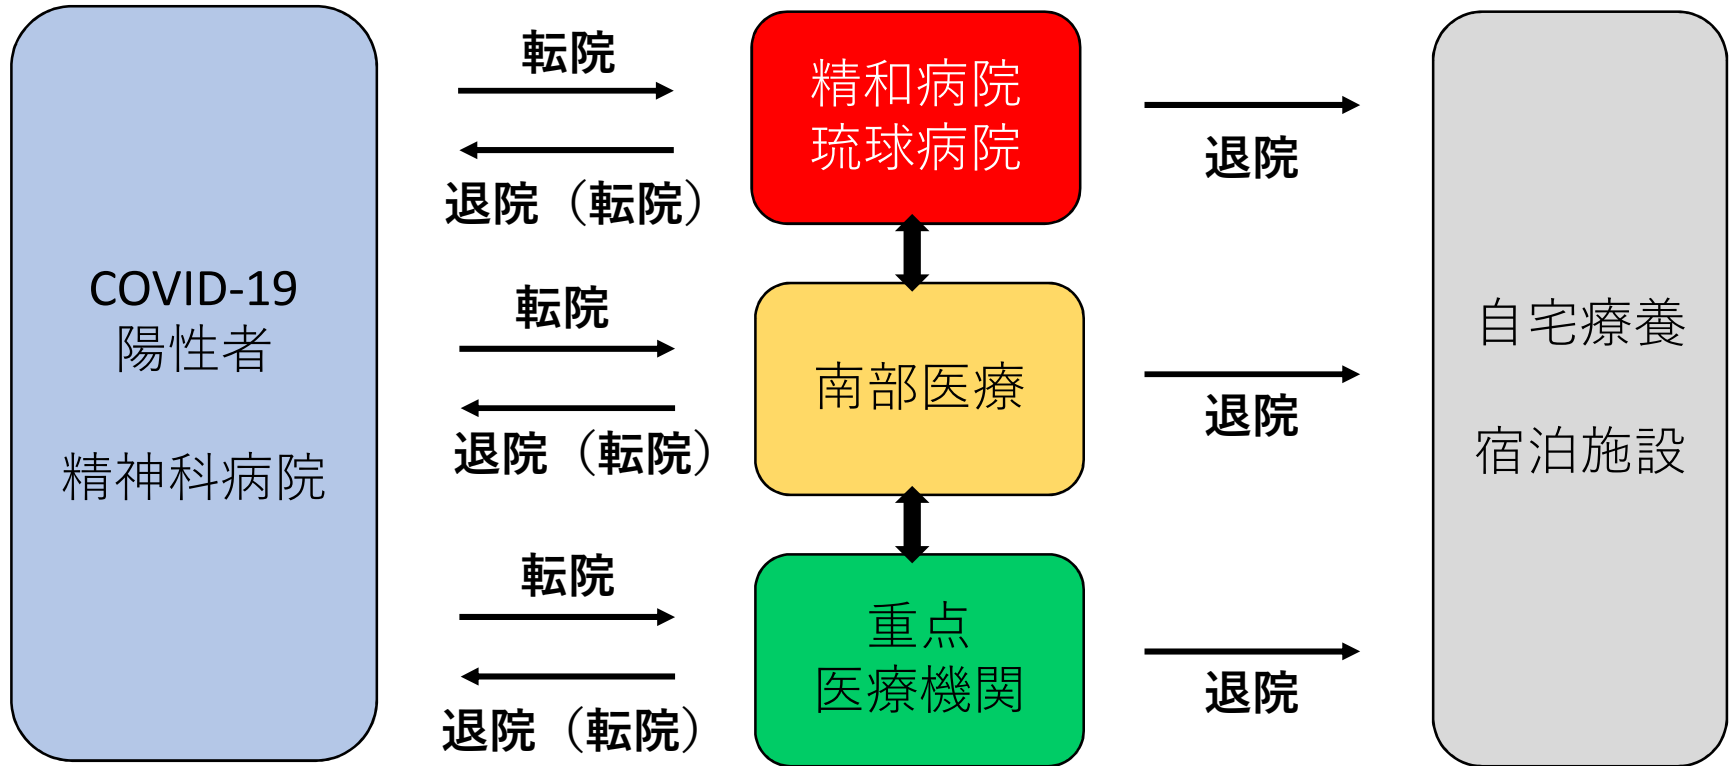 COVID-19
陽性者
精神科病院
転院
退院（転院）
転院
退院（転院）
転院
退院（転院）
精和病院
琉球病院
南部医療
重点
医療機関
退院
退院
退院
自宅療養
宿泊施設